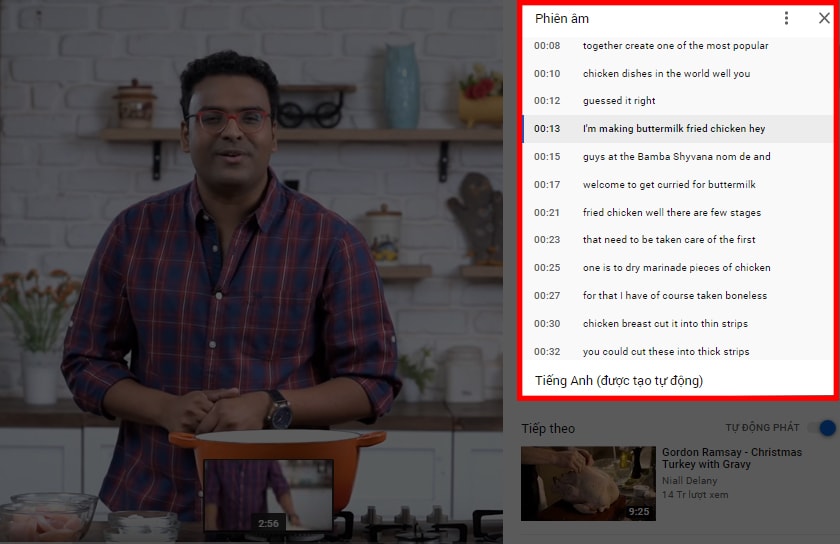 Phiên âm
00:08 together create one of the most popular
00:10 chicken dishes in the world well you
00:12 guessed it right
00:13 I'm making buttermilk fried chicken hey
00:15 guys at the Bamba Shyvana nom de and
00:17 welcome to get curried for buttermilk
00:21 fried chicken well there are few stages
00:23 that need to be taken care of the first
00:25 one is to dry marinade pieces of chicken
00:27 for that I have of course taken boneless
00:30 chicken breast cut it into thin strips
00:32 you could cut these into thick strips
Tiếng Anh (được tạo tự động)
Tiếp theo
TỰ ĐỘNG PHÁT
Gordon Ramsay - Christmas
Turkey with Gravy
Niall Delany
14 Tr lượt xem
9:25
2:56